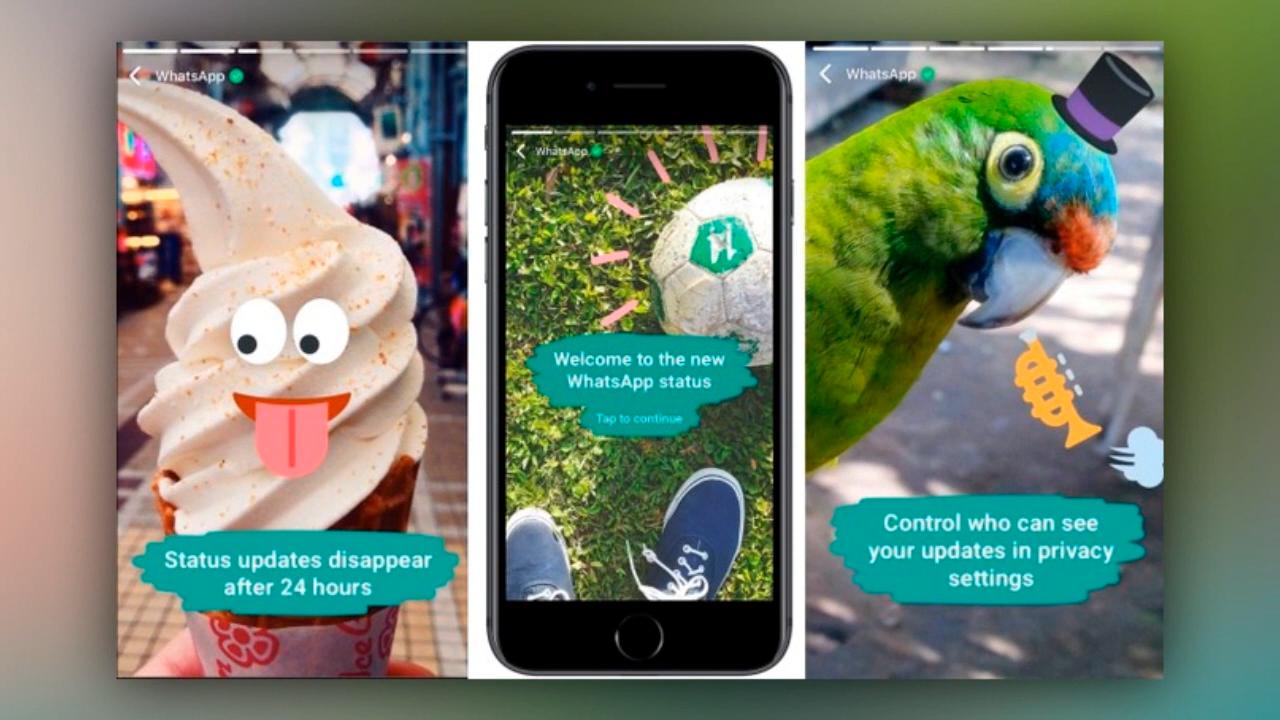 WhatsApp
Status updates disappear
after 24 hours
WhatsApp
Welcome to the new
WhatsApp status
Tap to continue
WhatsApp
Control who can see
your updates in privacy
settings